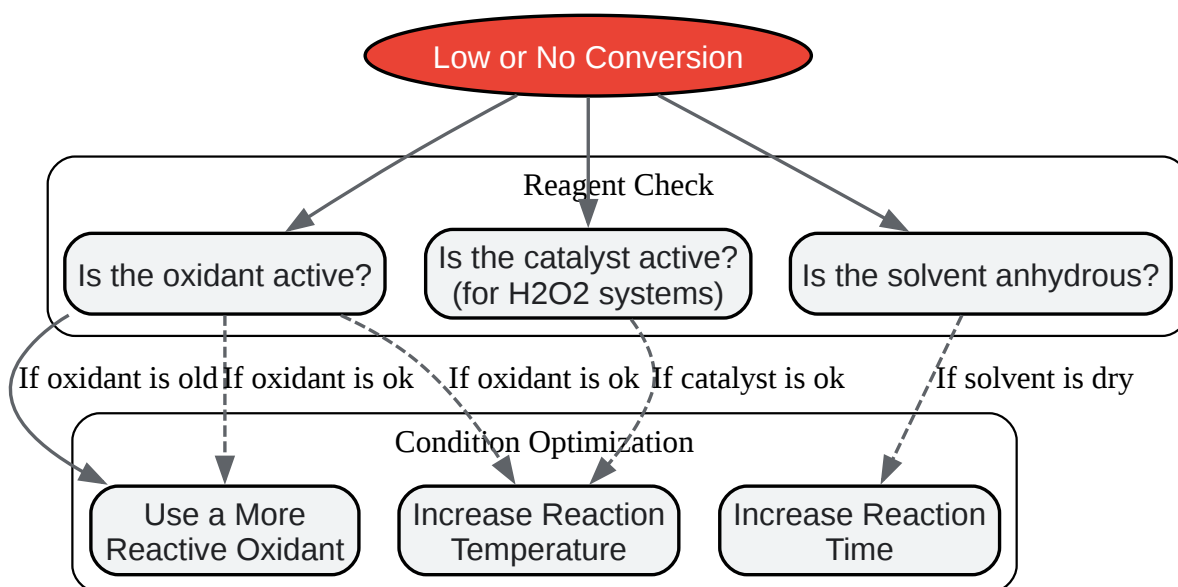 Low or No Conversion
Reagent Check
Is the oxidant active?
Is the catalyst active?
(for H2O2 systems)
Is the solvent anhydrous?
If oxidant is old
If oxidant is ok
If oxidant is ok
If catalyst is ok
If solvent is dry
Condition Optimization
Use a More
Reactive Oxidant
Increase Reaction
Temperature
Increase Reaction
Time